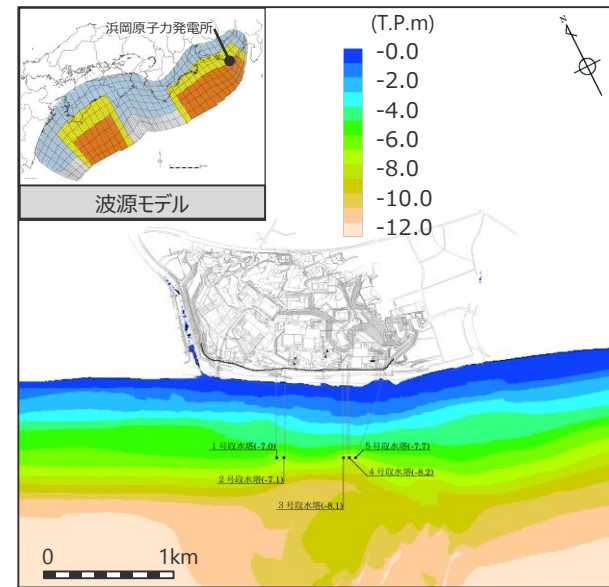 浜岡原子力発電所
波源モデル
(T.P.m)
-0.0
-2.0
-4.0
-6.0
-8.0
-10.0
-12.0
N
1号取水塔(-7.0)
2号取水塔(-7.1)
3号取水塔(-8.1)
5号取水塔(-7.7)
4号取水塔(-8.2)
0 1km